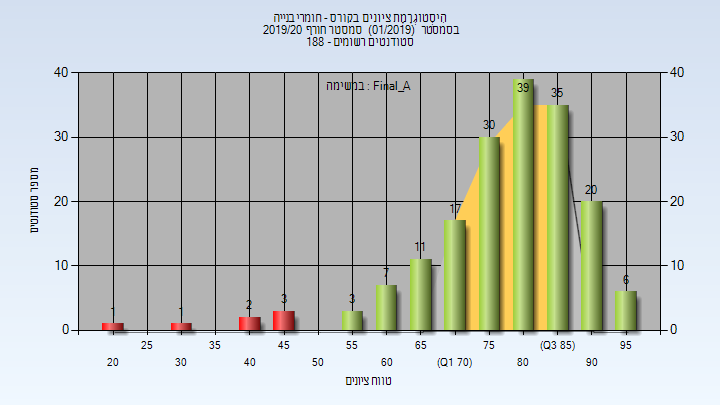 הִיסְטוֹגְרָמַת ציונים בקורס - חומרי בנייה
בסמסטר (01/2019) סמסטר חורף 2019/20
סטודנטים רשומים - 188
במשימה : Final_A
מספר סטודנטים
40 40
30 30
20 20
10 10
0 0
1 1 2 3 3 7 11 17 30 39 35 20 6
25 35 45 55 65 75 (Q3 85) 95
20 30 40 50 60 (Q1 70) 80 90
טווח ציונים